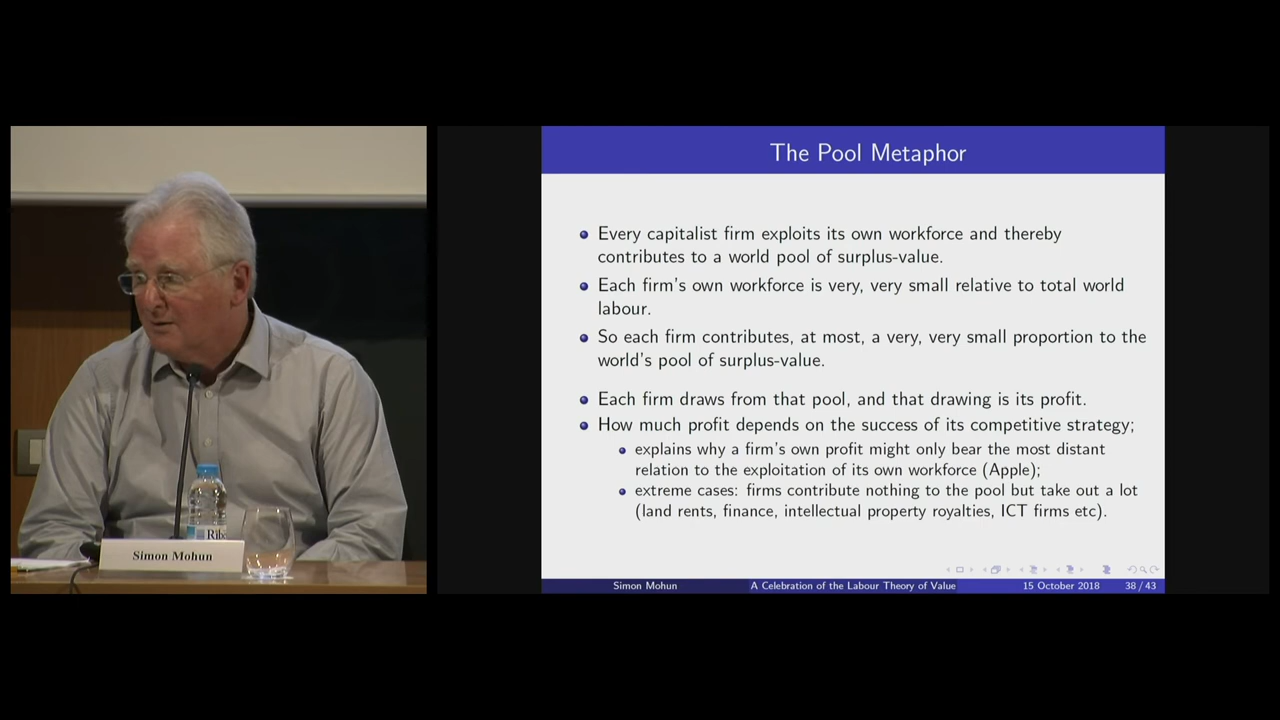 The Pool Metaphor
Every capitalist firm exploits its own workforce and thereby
contributes to a world pool of surplus-value.
Each firm's own workforce is very, very small relative to total world
labour.
So each firm contributes, at most, a very, very small proportion to the
world's pool of surplus-value.
Each firm draws from that pool, and that drawing is its profit.
How much profit depends on the success of its competitive strategy;
explains why a firm's own profit might only bear the most distant
relation to the exploitation of its own workforce (Apple);
extreme cases: firms contribute nothing to the pool but take out a lot
(land rents, finance, intellectual property royalties, ICT firms etc).
Simon Mohun
A Celebration of the Labour Theory of Value
15 October 2018
38 / 43
Simon Mohun